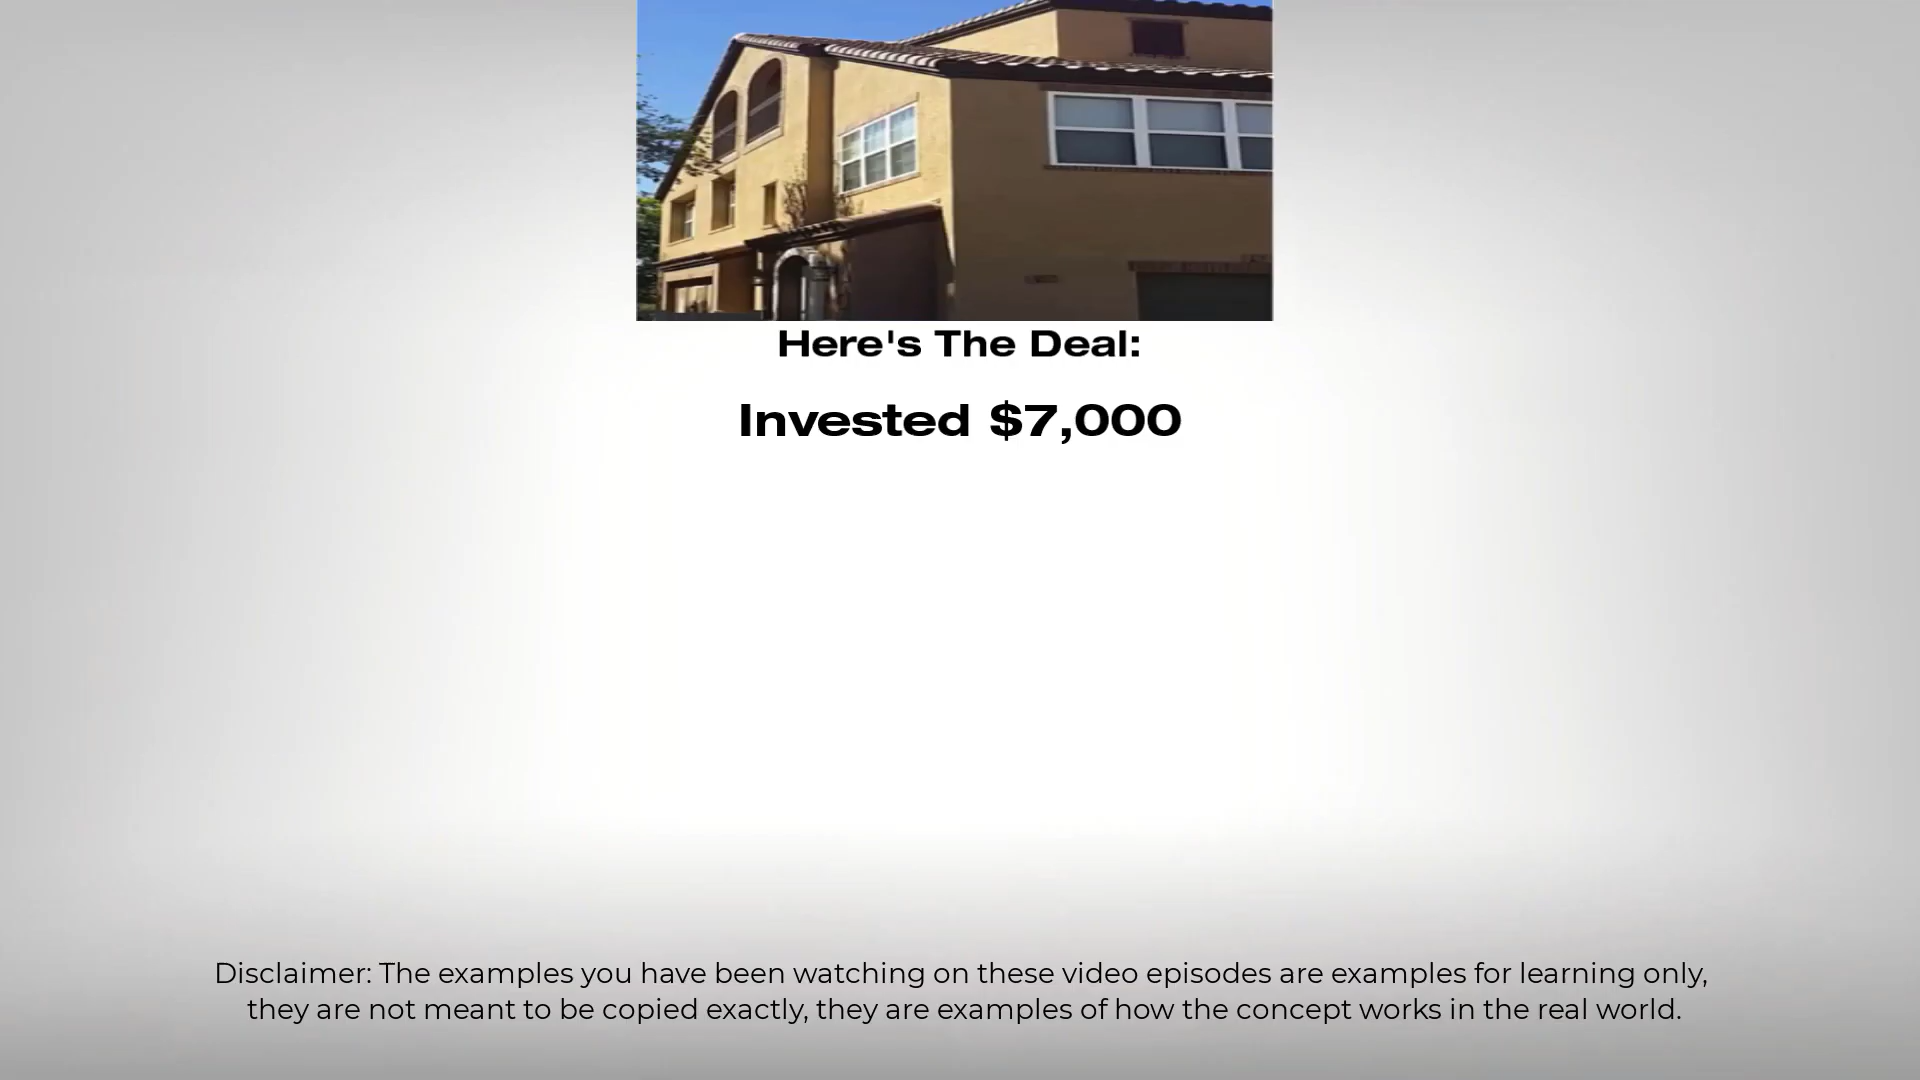 Here's The Deal:
Invested $7,000
Disclaimer: The examples you have been watching on these video episodes are examples for learning only,
they are not meant to be copied exactly, they are examples of how the concept works in the real world.